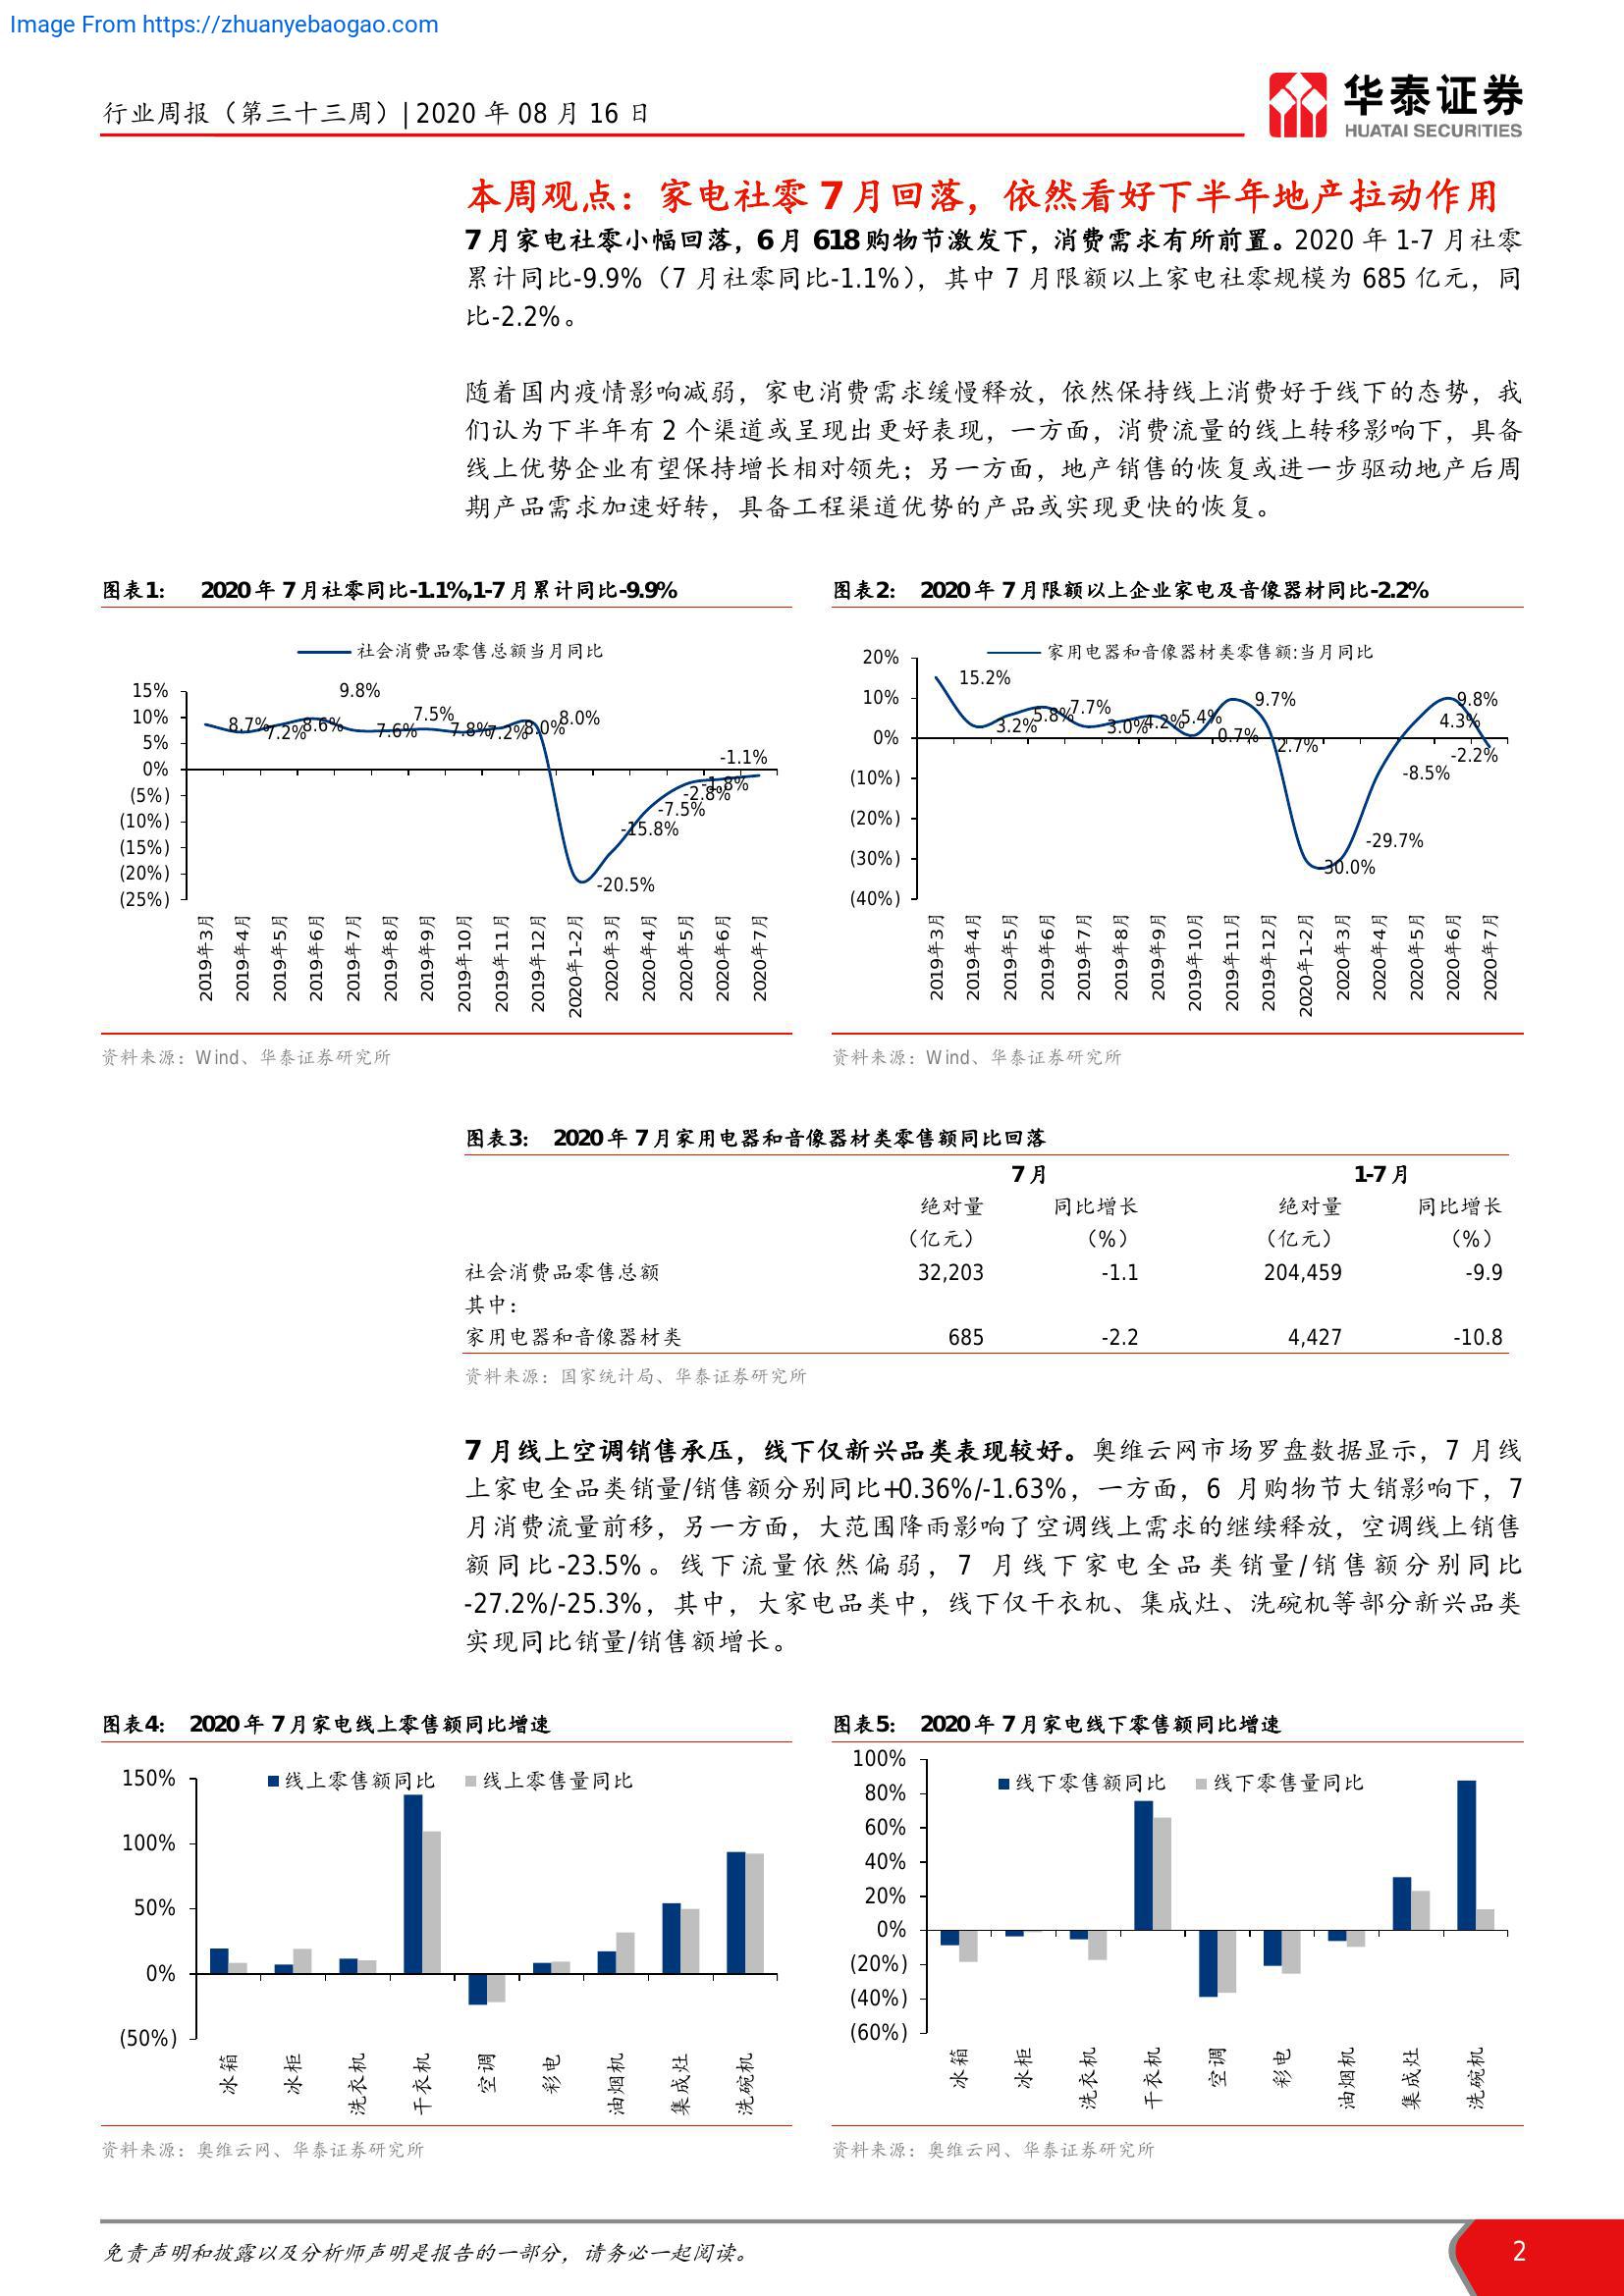 Image From https://zhuanyebaogao.com
行业周报（第三十三周）| 2020 年 08 月 16 日
华泰证券
HUATAI SECURITIES
本周观点：家电社零 7 月回落，依然看好下半年地产拉动作用
7 月家电社零小幅回落，6 月 618 购物节激发下，消费需求有所前置。2020 年 1-7 月社零
累计同比-9.9%（7 月社零同比-1.1%），其中 7 月限额以上家电社零规模为 685 亿元，同
比-2.2%。
随着国内疫情影响减弱，家电消费需求缓慢释放，依然保持线上消费好于线下的态势，我
们认为下半年有 2 个渠道或呈现出更好表现，一方面，消费流量的线上转移影响下，具备
线上优势企业有望保持增长相对领先；另一方面，地产销售的恢复或进一步驱动地产后周
期产品需求加速好转，具备工程渠道优势的产品或实现更快的恢复。
图表1： 2020 年 7 月社零同比-1.1%,1-7 月累计同比-9.9%
社会消费品零售总额当月同比
15%
10%
5%
0%
(5%)
(10%)
(15%)
(20%)
(25%)
8.7%
7.2%
8.6%
9.8%
7.6%
7.5%
7.8%
7.2%
8.0%
8.0%
-20.5%
-15.8%
-7.5%
-2.8%
-1.8%
-1.1%
2019年3月
2019年4月
2019年5月
2019年6月
2019年7月
2019年8月
2019年9月
2019年10月
2019年11月
2019年12月
2020年1-2月
2020年3月
2020年4月
2020年5月
2020年6月
2020年7月
资料来源：Wind、华泰证券研究所
图表2： 2020 年 7 月限额以上企业家电及音像器材同比-2.2%
家用电器和音像器材类零售额:当月同比
20%
10%
0%
(10%)
(20%)
(30%)
(40%)
15.2%
3.2%
5.8%
7.7%
3.0%
4.2%
5.4%
0.7%
9.7%
2.7%
-30.0%
-29.7%
-8.5%
4.3%
9.8%
-2.2%
2019年3月
2019年4月
2019年5月
2019年6月
2019年7月
2019年8月
2019年9月
2019年10月
2019年11月
2019年12月
2020年1-2月
2020年3月
2020年4月
2020年5月
2020年6月
2020年7月
资料来源：Wind、华泰证券研究所
图表3： 2020 年 7 月家用电器和音像器材类零售额同比回落
7 月 1-7 月
绝对量 同比增长 绝对量 同比增长
（亿元） （%） （亿元） （%）
社会消费品零售总额 32,203 -1.1 204,459 -9.9
其中：
家用电器和音像器材类 685 -2.2 4,427 -10.8
资料来源：国家统计局、华泰证券研究所
7 月线上空调销售承压，线下仅新兴品类表现较好。奥维云网市场罗盘数据显示，7 月线
上家电全品类销量/销售额分别同比+0.36%/-1.63%，一方面，6 月购物节大销影响下，7
月消费流量前移，另一方面，大范围降雨影响了空调线上需求的继续释放，空调线上销售
额同比-23.5%。线下流量依然偏弱，7 月线下家电全品类销量/销售额分别同比
-27.2%/-25.3%，其中，大家电品类中，线下仅干衣机、集成灶、洗碗机等部分新兴品类
实现同比销量/销售额增长。
图表4： 2020 年 7 月家电线上零售额同比增速
线上零售额同比 线上零售量同比
150%
100%
50%
0%
(50%)
冰箱
冰柜
洗衣机
干衣机
空调
彩电
油烟机
集成灶
洗碗机
资料来源：奥维云网、华泰证券研究所
图表5： 2020 年 7 月家电线下零售额同比增速
线下零售额同比 线下零售量同比
100%
80%
60%
40%
20%
0%
(20%)
(40%)
(60%)
冰箱
冰柜
洗衣机
干衣机
空调
彩电
油烟机
集成灶
洗碗机
资料来源：奥维云网、华泰证券研究所
免责声明和披露以及分析师声明是报告的一部分，请务必一起阅读。
2